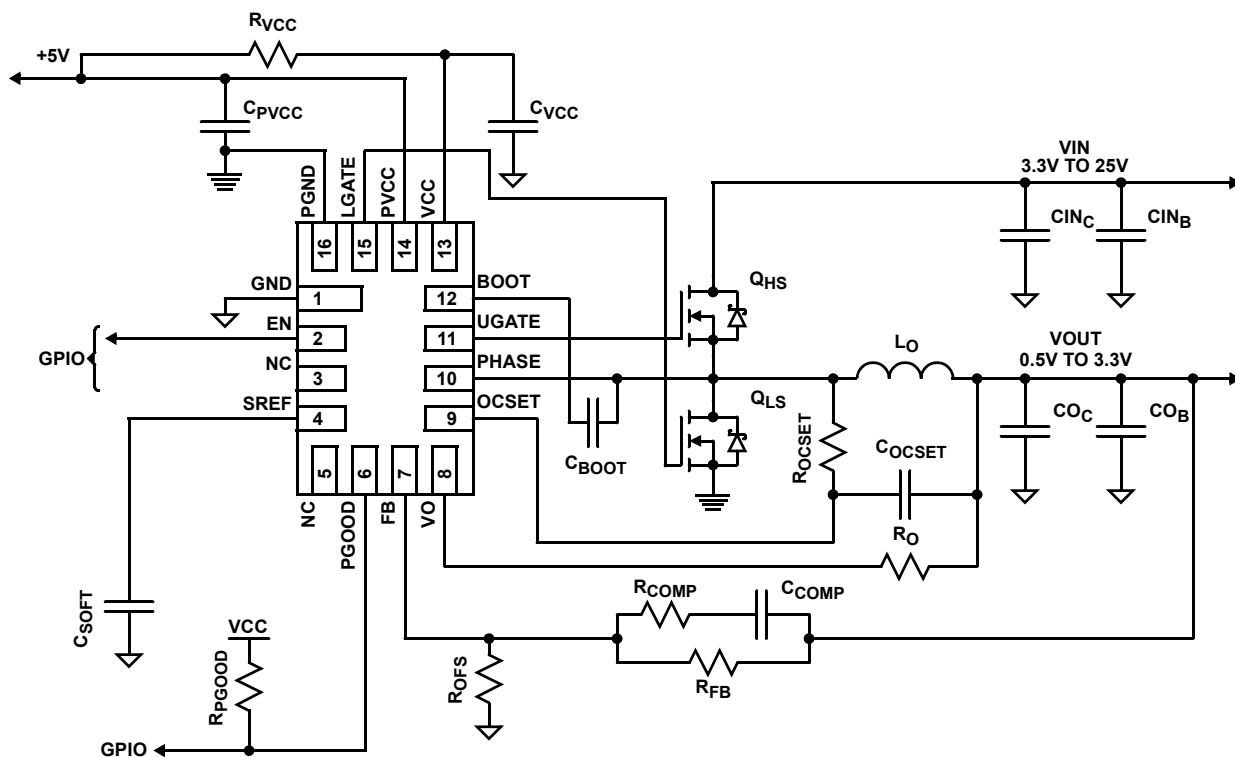 RVCC
+5V
CPVCC
CVCC
PGND
LGATE
PVCC
VCC
16
15
14
13
VIN
3.3V TO 25V
CINC
CINB
GND
1
12
BOOT
QHS
EN
2
11
UGATE
GPIO
NC
3
10
PHASE
LO
VOUT
0.5V TO 3.3V
SREF
4
9
OCSET
QLS
COC
COB
CBOOT
ROCSET
COCSET
5
6
7
8
NC
PGOOD
FB
VO
RO
CSOFT
RCOMP
CCOMP
VCC
RPGOOD
ROFS
RFB
GPIO